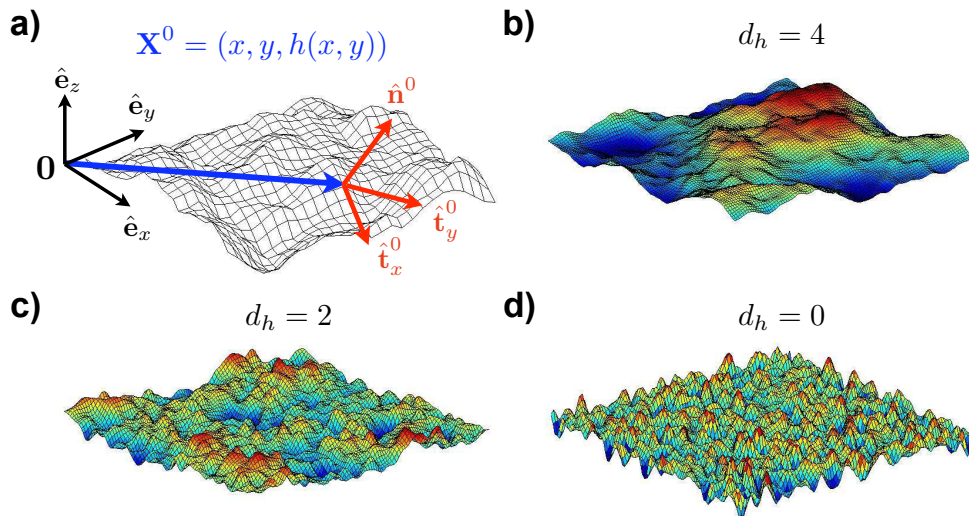 a)
𝐗⁰ = (x, y, h(x, y))
ê_z
ê_y
0
ê_x
n̂⁰
t̂⁰_y
t̂⁰_x
b)
d_h = 4
c)
d_h = 2
d)
d_h = 0